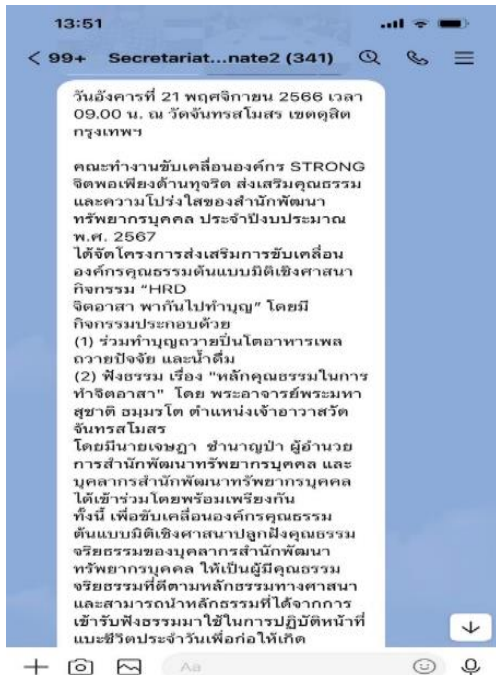 13:51
99+ Secretariat...nate2 (341)
วันอังคารที่ 21 พฤศจิกายน 2566 เวลา
09.00 น. ณ วัดจันทรสโมสร เขตดุสิต
กรุงเทพฯ
คณะทำงานขับเคลื่อนองค์กร STRONG
จิตพอเพียงต้านทุจริต ส่งเสริมคุณธรรม
และความโปร่งใสของสำนักพัฒนา
ทรัพยากรบุคคล ประจำปีงบประมาณ
พ.ศ. 2567
ได้จัดโครงการส่งเสริมการขับเคลื่อน
องค์กรคุณธรรมต้นแบบมิติเชิงศาสนา
กิจกรรม “HRD
จิตอาสา พากันไปทำบุญ” โดยมี
กิจกรรมประกอบด้วย
(1) ร่วมทำบุญถวายปิ่นโตอาหารเพล
ถวายปัจจัย และน้ำดื่ม
(2) ฟังธรรม เรื่อง “หลักคุณธรรมในการ
ทำจิตอาสา” โดย พระอาจารย์พระมหา
สุชาติ ธมฺมรโต ตำแหน่งเจ้าอาวาสวัด
จันทรสโมสร
โดยมีนายเจษฎา ชำนาญป่า ผู้อำนวย
การสำนักพัฒนาทรัพยากรบุคคล และ
บุคลากรสำนักพัฒนาทรัพยากรบุคคล
ได้เข้าร่วมโดยพร้อมเพรียงกัน
ทั้งนี้ เพื่อขับเคลื่อนองค์กรคุณธรรม
ต้นแบบมิติเชิงศาสนาปลูกฝังคุณธรรม
จริยธรรมของบุคลากรสำนักพัฒนา
ทรัพยากรบุคคล ให้เป็นผู้มีคุณธรรม
จริยธรรมที่ดีตามหลักธรรมทางศาสนา
และสามารถนำหลักธรรมที่ได้จากการ
เข้ารับฟังธรรมมาใช้ในการปฏิบัติหน้าที่
และชีวิตประจำวันเพื่อก่อให้เกิด
Aa